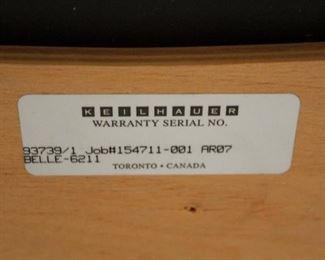 KEILHAUER
WARRANTY SERIAL NO.
93739/1 Job#154711-001 AR07
BELLE-6211
TORONTO • CANADA